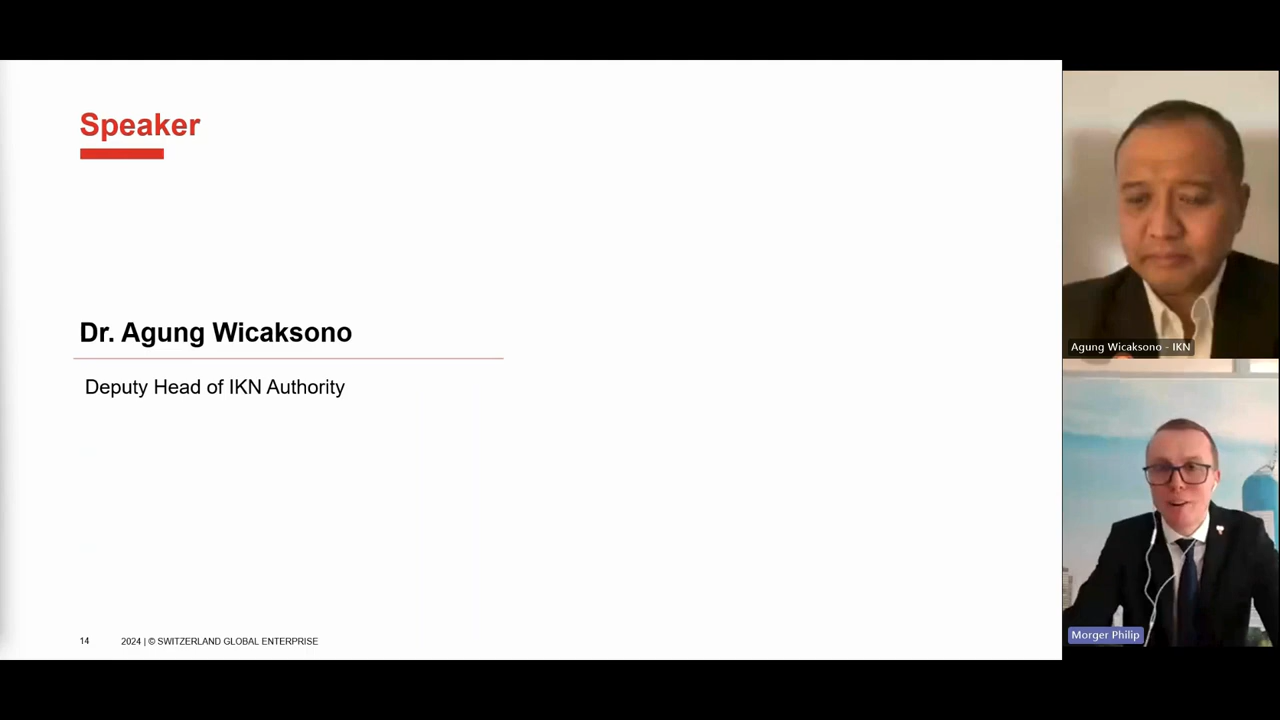 Speaker
Dr. Agung Wicaksono
Deputy Head of IKN Authority
14
2024 | © SWITZERLAND GLOBAL ENTERPRISE
Agung Wicaksono - IKN
Morger Philip